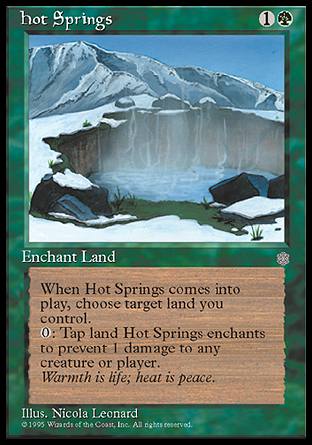 Hot Springs 1
Enchant Land
When Hot Springs comes into
play, choose target land you
control.
0: Tap land Hot Springs enchants
to prevent 1 damage to any
creature or player.
Warmth is life; heat is peace.
Illus. Nicola Leonard
©1995 Wizards of the Coast, Inc. All rights reserved.